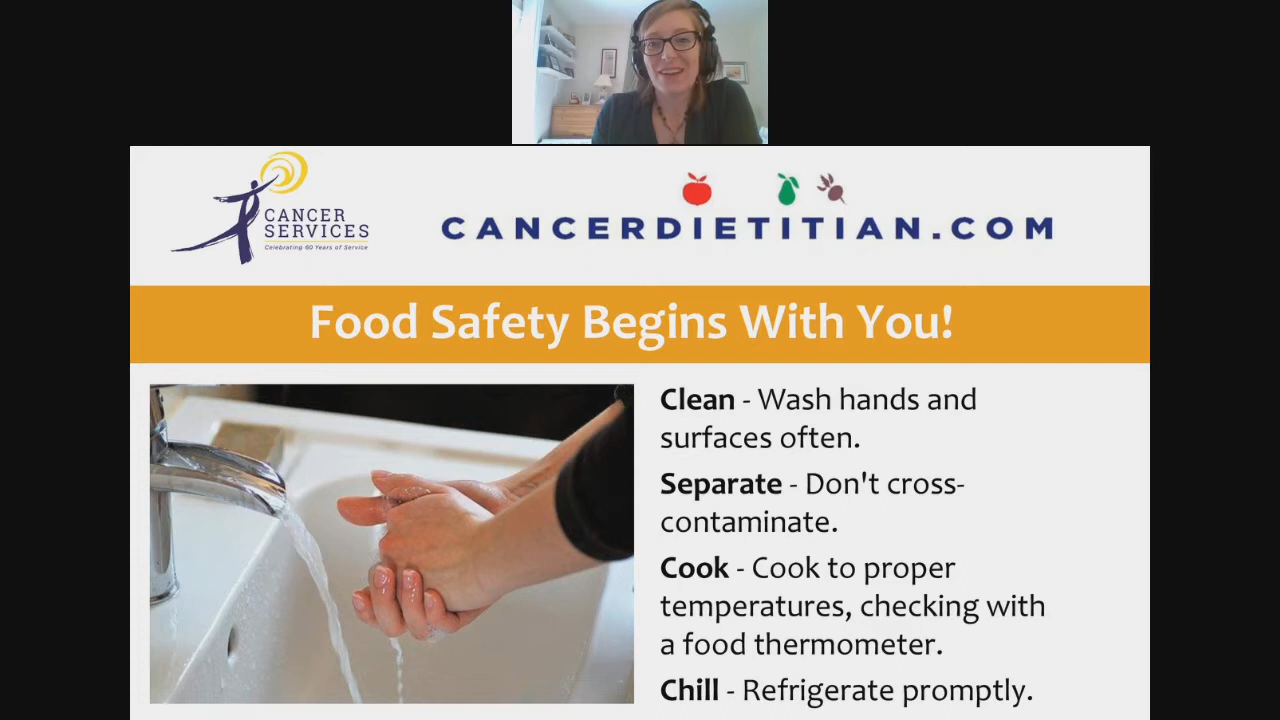 CANCER
SERVICES
Celebrating 60 Years of Service
CANCERDIETITIAN.COM
Food Safety Begins With You!
Clean - Wash hands and
surfaces often.
Separate - Don't cross-
contaminate.
Cook - Cook to proper
temperatures, checking with
a food thermometer.
Chill - Refrigerate promptly.